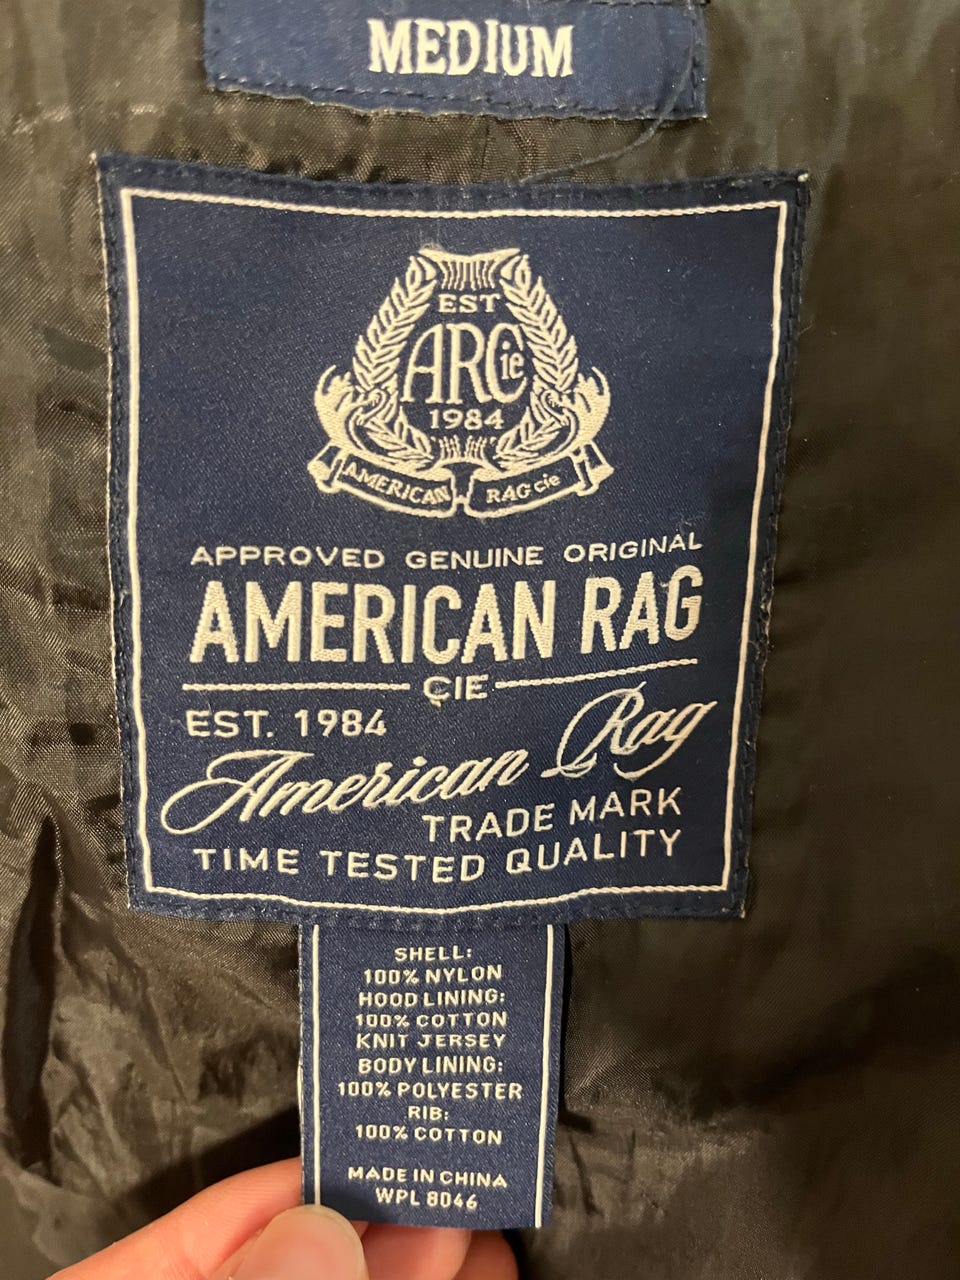 MEDIUM
EST
ARCie
1984
AMERICAN RAG cie
APPROVED GENUINE ORIGINAL
AMERICAN RAG
CIE
EST. 1984
American Rag
TRADE MARK
TIME TESTED QUALITY
SHELL:
100% NYLON
HOOD LINING:
100% COTTON
KNIT JERSEY
BODY LINING:
100% POLYESTER
RIB:
100% COTTON
MADE IN CHINA
WPL 8046